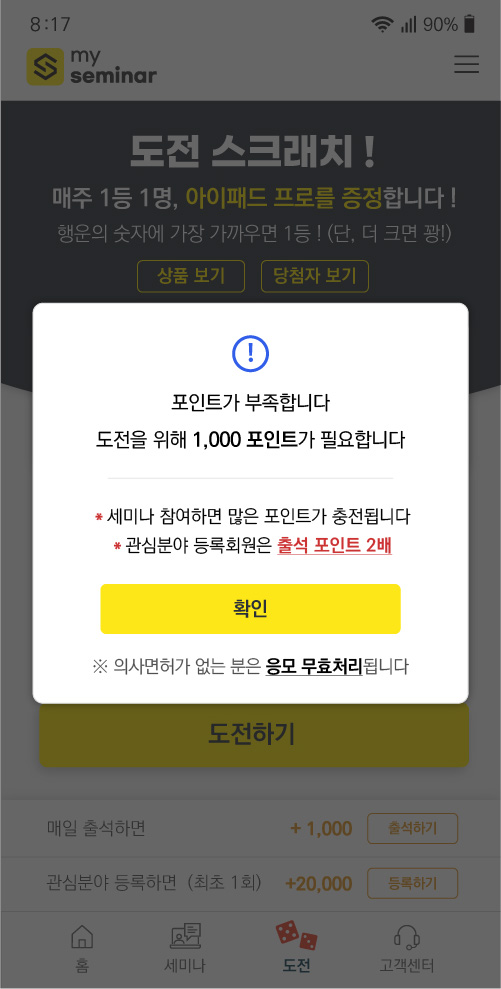 8:17
90%
my
seminar
도전 스크래치 !
매주 1등 1명, 아이패드 프로를 증정합니다 !
행운의 숫자에 가장 가까우면 1등 ! (단, 더 크면 꽝!)
상품 보기
당첨자 보기
!
포인트가 부족합니다
도전을 위해 1,000 포인트가 필요합니다
* 세미나 참여하면 많은 포인트가 충전됩니다
* 관심분야 등록회원은 출석 포인트 2배
확인
※ 의사면허가 없는 분은 응모 무효처리됩니다
도전하기
매일 출석하면 + 1,000 출석하기
관심분야 등록하면 (최초 1회) +20,000 등록하기
홈
세미나
도전
고객센터